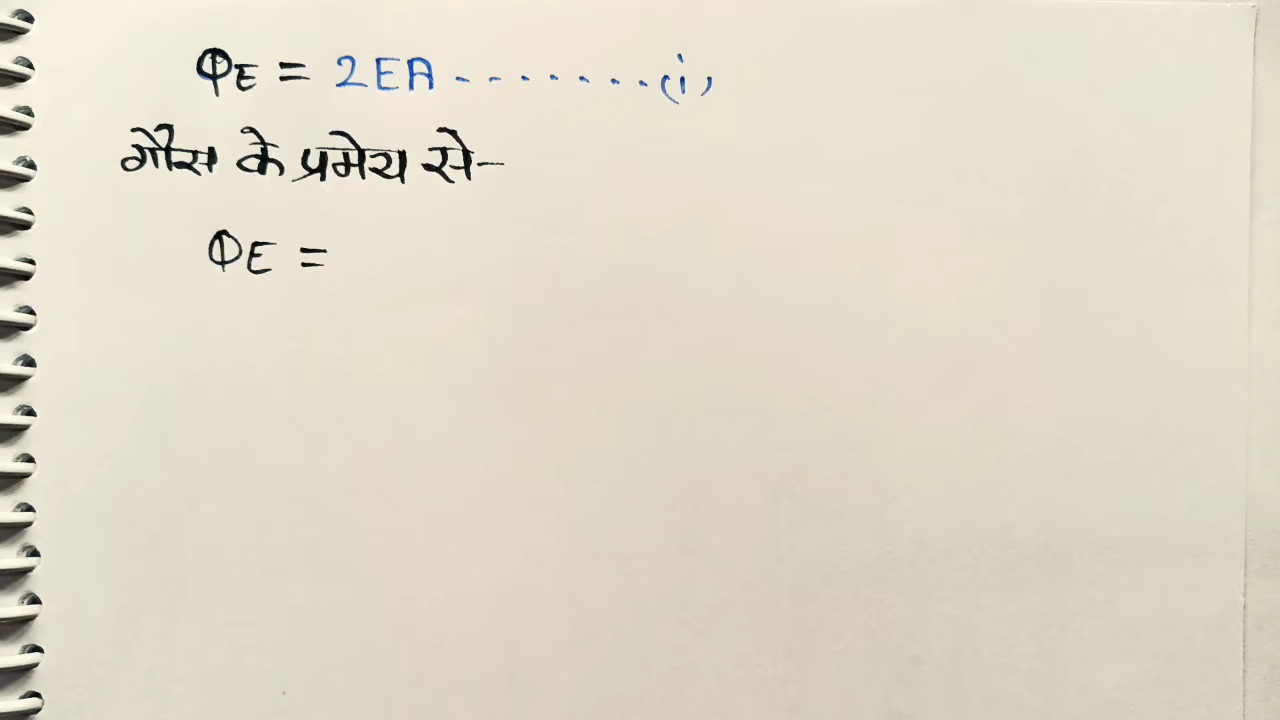 ΦE = 2EA ........(i)
गौस के प्रमेय से-
ΦE =